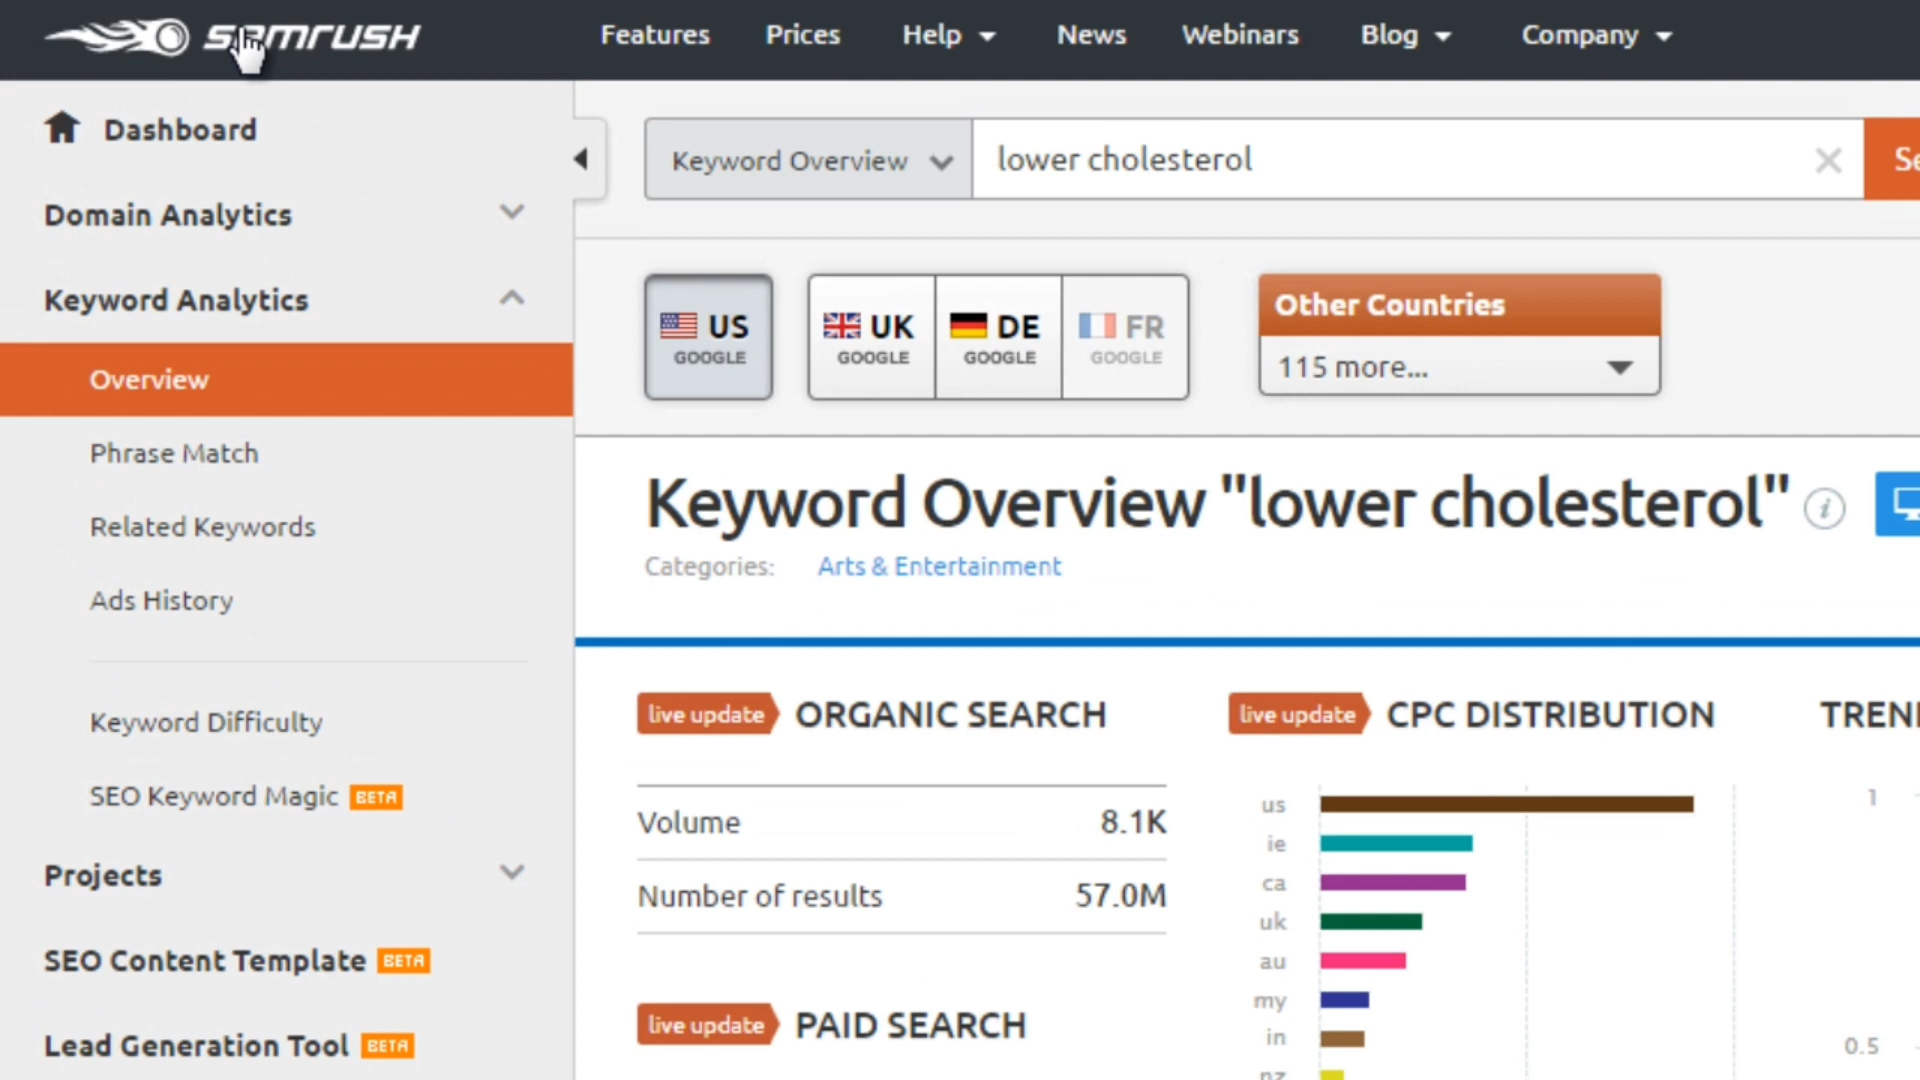 semrush
Features Prices Help News Webinars Blog Company
Dashboard
Domain Analytics
Keyword Analytics
Overview
Phrase Match
Related Keywords
Ads History
Keyword Difficulty
SEO Keyword Magic BETA
Projects
SEO Content Template BETA
Lead Generation Tool BETA
Keyword Overview lower cholesterol
US GOOGLE
UK GOOGLE
DE GOOGLE
FR GOOGLE
Other Countries
115 more...
Keyword Overview "lower cholesterol" i
Categories: Arts & Entertainment
live update ORGANIC SEARCH
Volume 8.1K
Number of results 57.0M
live update PAID SEARCH
live update CPC DISTRIBUTION
us
ie
ca
uk
au
my
in
nz
1
0.5